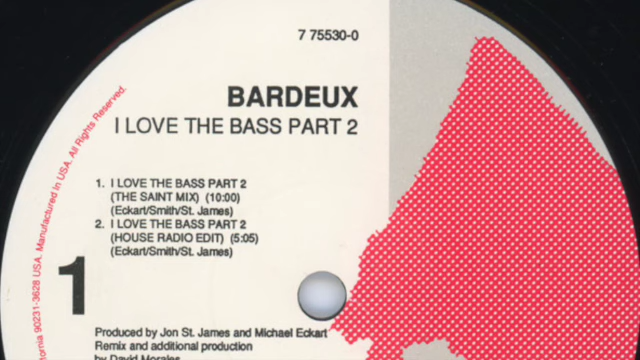 7 75530-0
BARDEUX
I LOVE THE BASS PART 2
1. I LOVE THE BASS PART 2
(THE SAINT MIX) (10:00)
(Eckart/Smith/St. James)
2. I LOVE THE BASS PART 2
(HOUSE RADIO EDIT) (5:05)
(Eckart/Smith/St. James)
1
Produced by Jon St. James and Michael Eckart
Remix and additional production
by David Morales
90231-3628 USA. Manufactured in USA. All Rights Reserved.